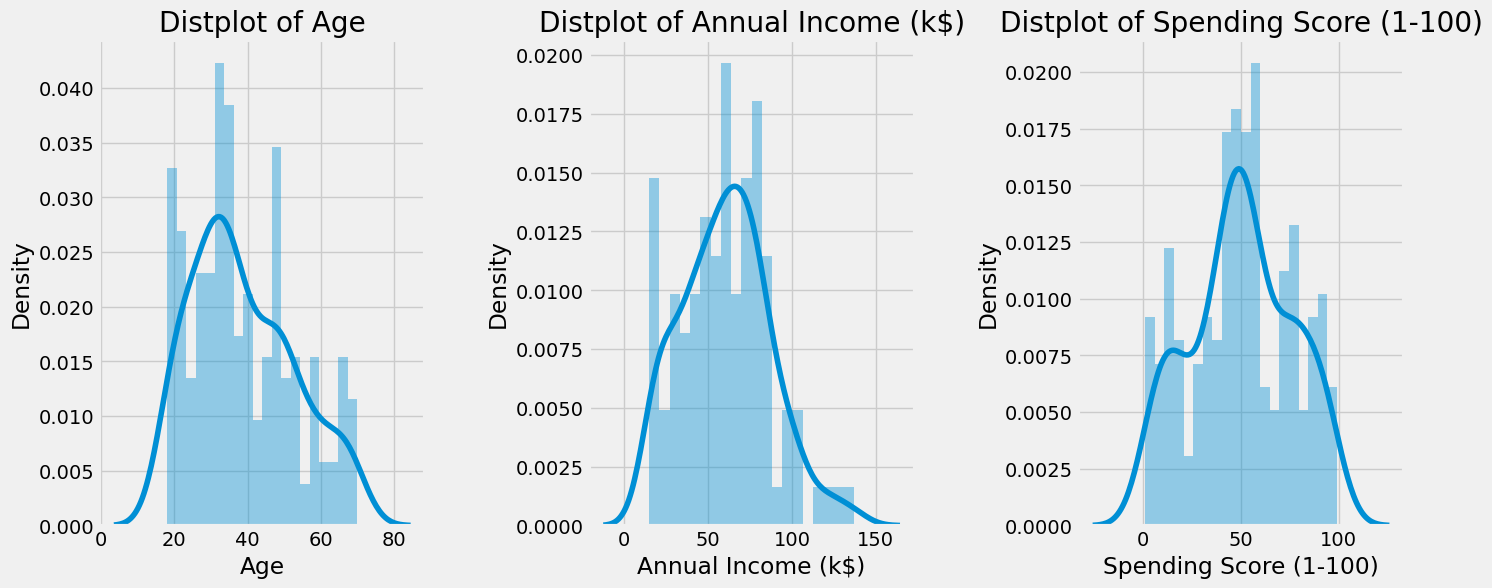 Distplot of Age
Density
0.040
0.035
0.030
0.025
0.020
0.015
0.010
0.005
0.000
0 20 40 60 80
Age
Distplot of Annual Income (k$)
Density
0.0200
0.0175
0.0150
0.0125
0.0100
0.0075
0.0050
0.0025
0.0000
0 50 100 150
Annual Income (k$)
Distplot of Spending Score (1-100)
Density
0.0200
0.0175
0.0150
0.0125
0.0100
0.0075
0.0050
0.0025
0.0000
0 50 100
Spending Score (1-100)